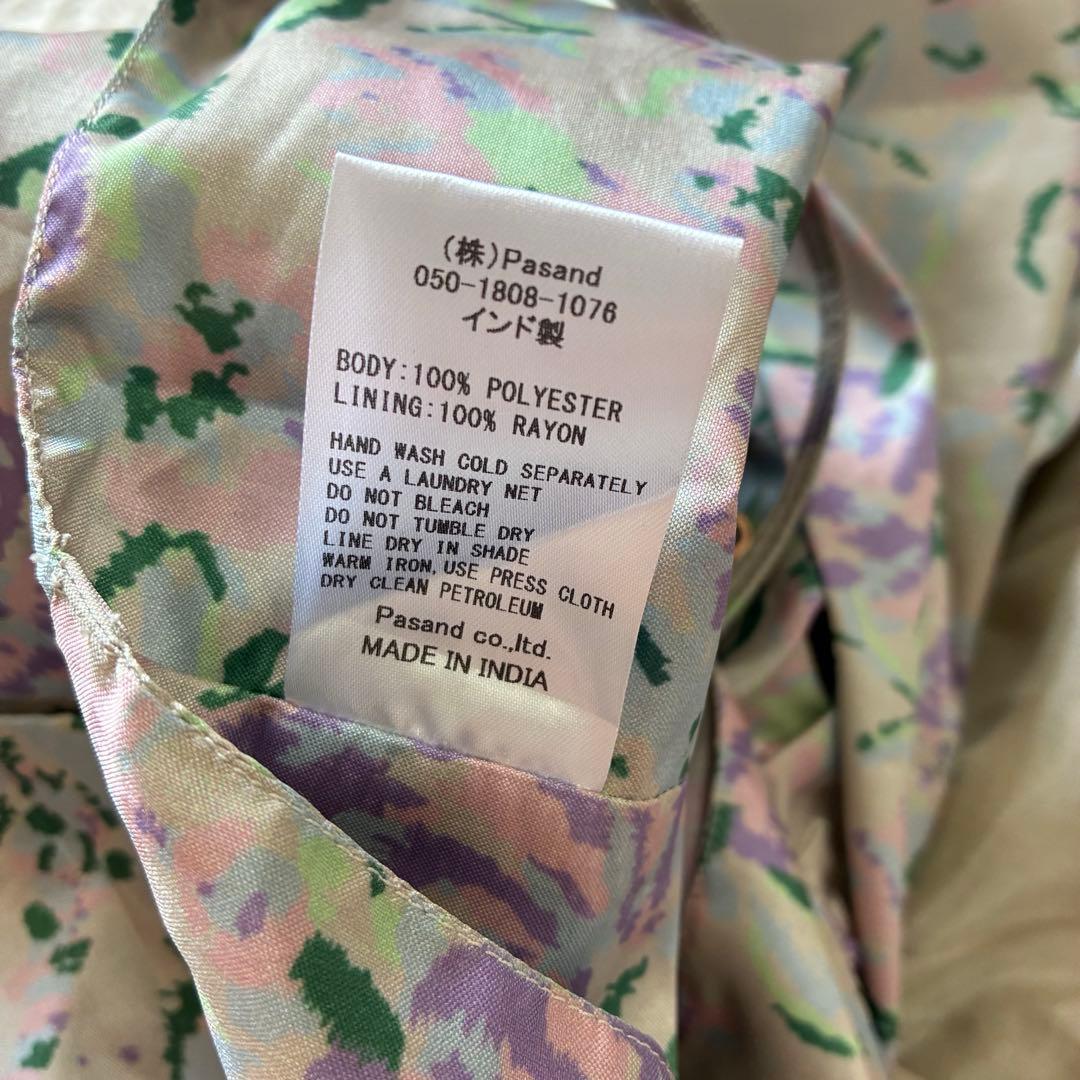 (株)Pasand
050-1808-1076
インド製
BODY:100% POLYESTER
LINING:100% RAYON
HAND WASH COLD SEPARATELY
USE A LAUNDRY NET
DO NOT BLEACH
DO NOT TUMBLE DRY
LINE DRY IN SHADE
WARM IRON,USE PRESS CLOTH
DRY CLEAN PETROLEUM
Pasand co.,ltd.
MADE IN INDIA